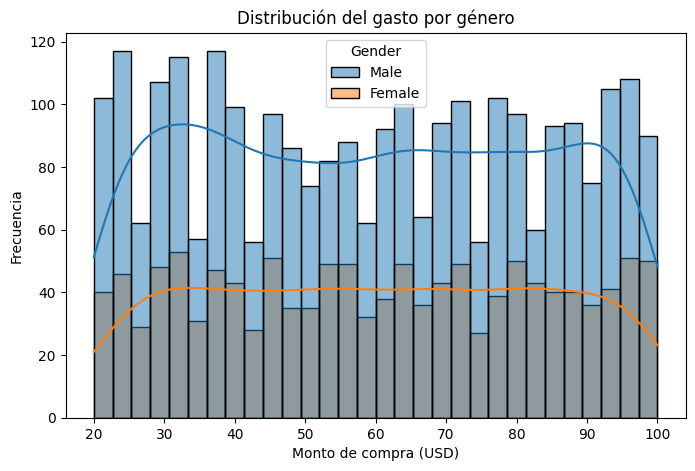 Distribución del gasto por género
Gender
Male
Female
Frecuencia
120
100
80
60
40
20
0
20 30 40 50 60 70 80 90 100
Monto de compra (USD)